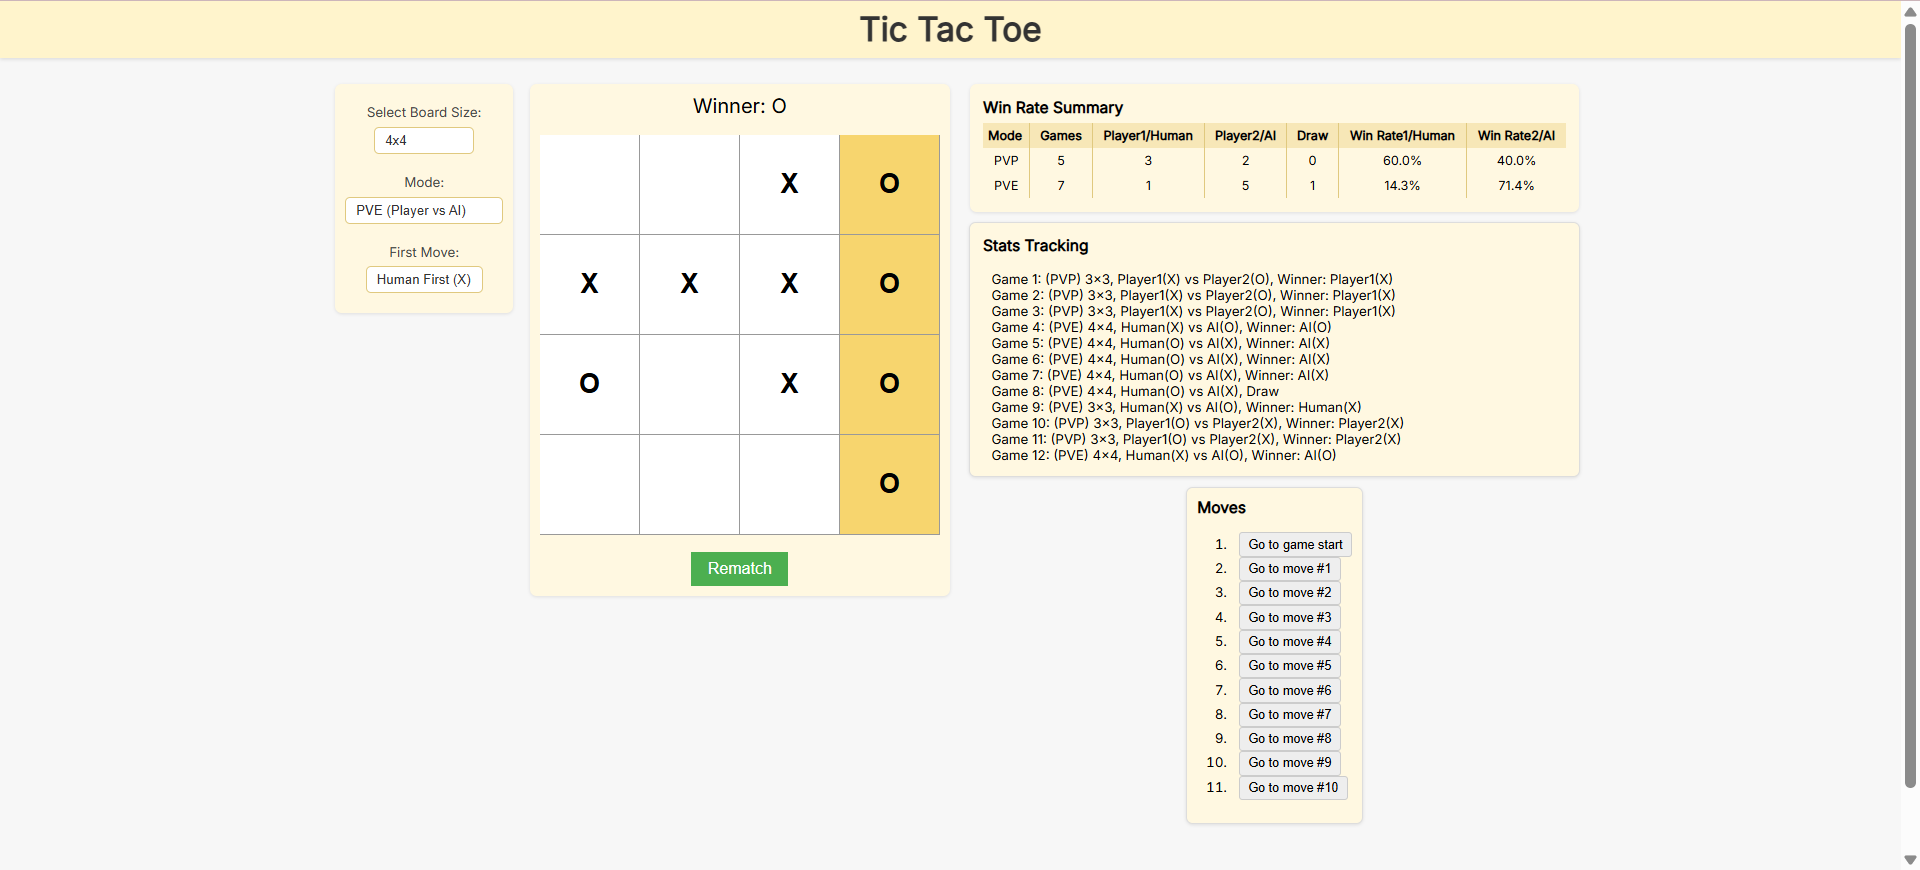 Tic Tac Toe
Select Board Size:
4x4
Mode:
PVE (Player vs AI)
First Move:
Human First (X)
Winner: O
X O
X X X O
O X O
O
Rematch
Win Rate Summary
Mode Games Player1/Human Player2/AI Draw Win Rate1/Human Win Rate2/AI
PVP 5 3 2 0 60.0% 40.0%
PVE 7 1 5 1 14.3% 71.4%
Stats Tracking
Game 1: (PVP) 3×3, Player1(X) vs Player2(O), Winner: Player1(X)
Game 2: (PVP) 3×3, Player1(X) vs Player2(O), Winner: Player1(X)
Game 3: (PVP) 3×3, Player1(X) vs Player2(O), Winner: Player1(X)
Game 4: (PVE) 4×4, Human(X) vs AI(O), Winner: AI(O)
Game 5: (PVE) 4×4, Human(O) vs AI(X), Winner: AI(X)
Game 6: (PVE) 4×4, Human(O) vs AI(X), Winner: AI(X)
Game 7: (PVE) 4×4, Human(O) vs AI(X), Winner: AI(X)
Game 8: (PVE) 4×4, Human(O) vs AI(X), Draw
Game 9: (PVE) 3×3, Human(X) vs AI(O), Winner: Human(X)
Game 10: (PVP) 3×3, Player1(O) vs Player2(X), Winner: Player2(X)
Game 11: (PVP) 3×3, Player1(O) vs Player2(X), Winner: Player2(X)
Game 12: (PVE) 4×4, Human(X) vs AI(O), Winner: AI(O)
Moves
1. Go to game start
2. Go to move #1
3. Go to move #2
4. Go to move #3
5. Go to move #4
6. Go to move #5
7. Go to move #6
8. Go to move #7
9. Go to move #8
10. Go to move #9
11. Go to move #10